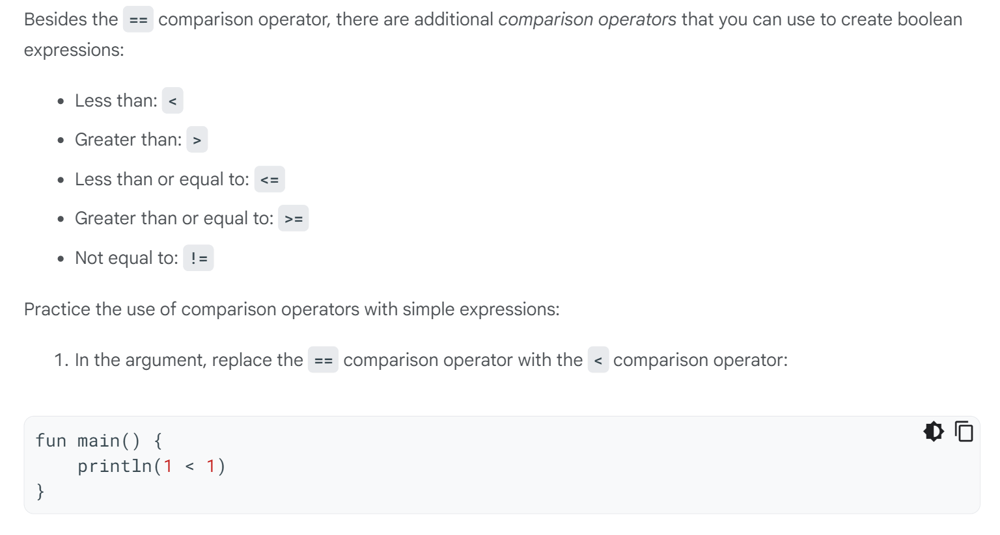 Besides the == comparison operator, there are additional comparison operators that you can use to create boolean
expressions:
• Less than: <
• Greater than: >
• Less than or equal to: <=
• Greater than or equal to: >=
• Not equal to: !=
Practice the use of comparison operators with simple expressions:
1. In the argument, replace the == comparison operator with the < comparison operator:
fun main() {
    println(1 < 1)
}